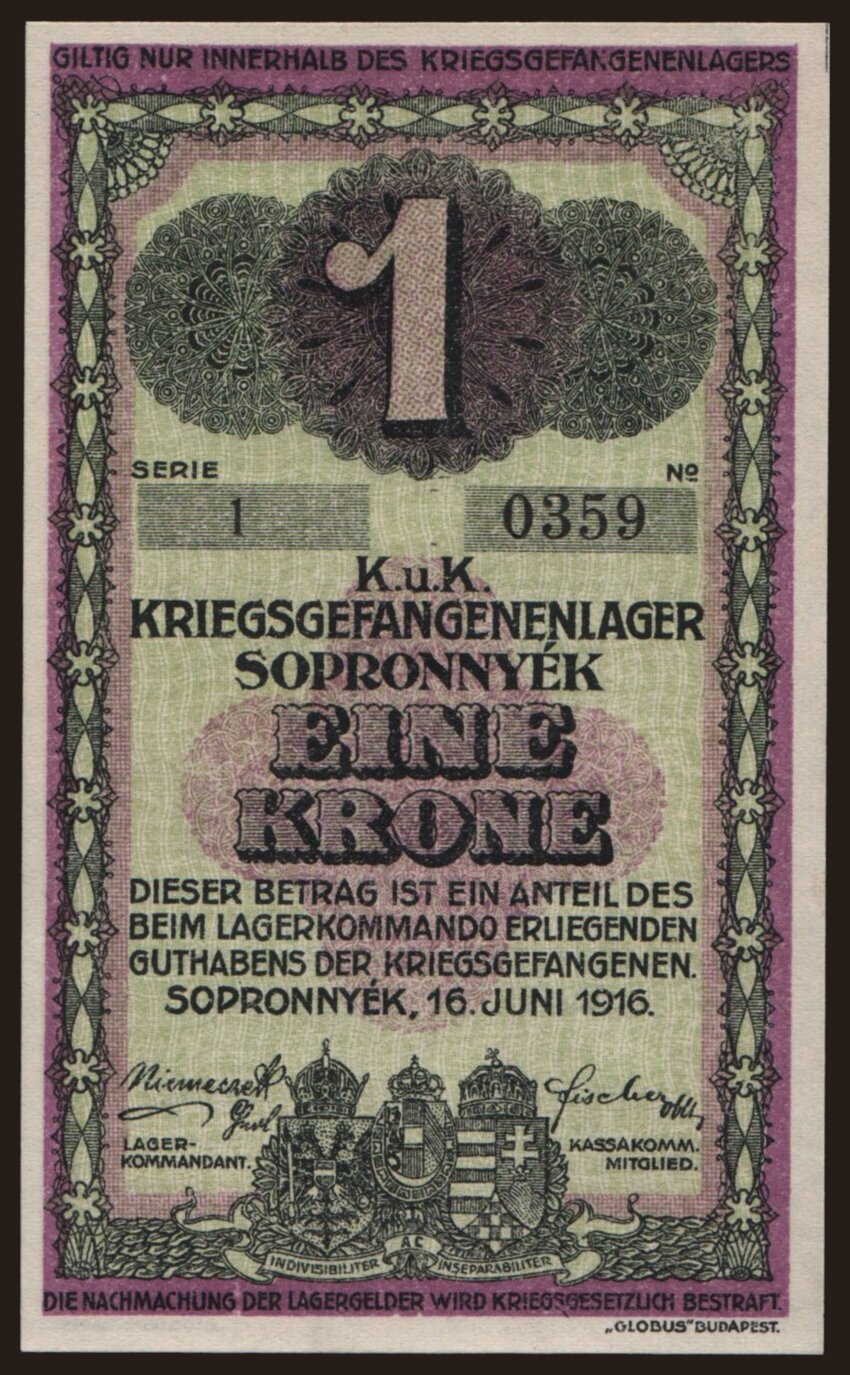 GILTIG NUR INNERHALB DES KRIEGSGEFANGENENLAGERS
1
SERIE Nº
1 0359
K.u.K.
KRIEGSGEFANGENENLAGER
SOPRONNYÉK
EINE
KRONE
DIESER BETRAG IST EIN ANTEIL DES
BEIM LAGERKOMMANDO ERLIEGENDEN
GUTHABENS DER KRIEGSGEFANGENEN.
SOPRONNYÉK, 16. JUNI 1916.
Fischer
LAGER-
KOMMANDANT.
KASSAKOMM.
MITGLIED.
INDIVISIBILITER AC INSEPARABILITER
DIE NACHMACHUNG DER LAGERGELDER WIRD KRIEGSGESETZLICH BESTRAFT.
„GLOBUS" BUDAPEST.